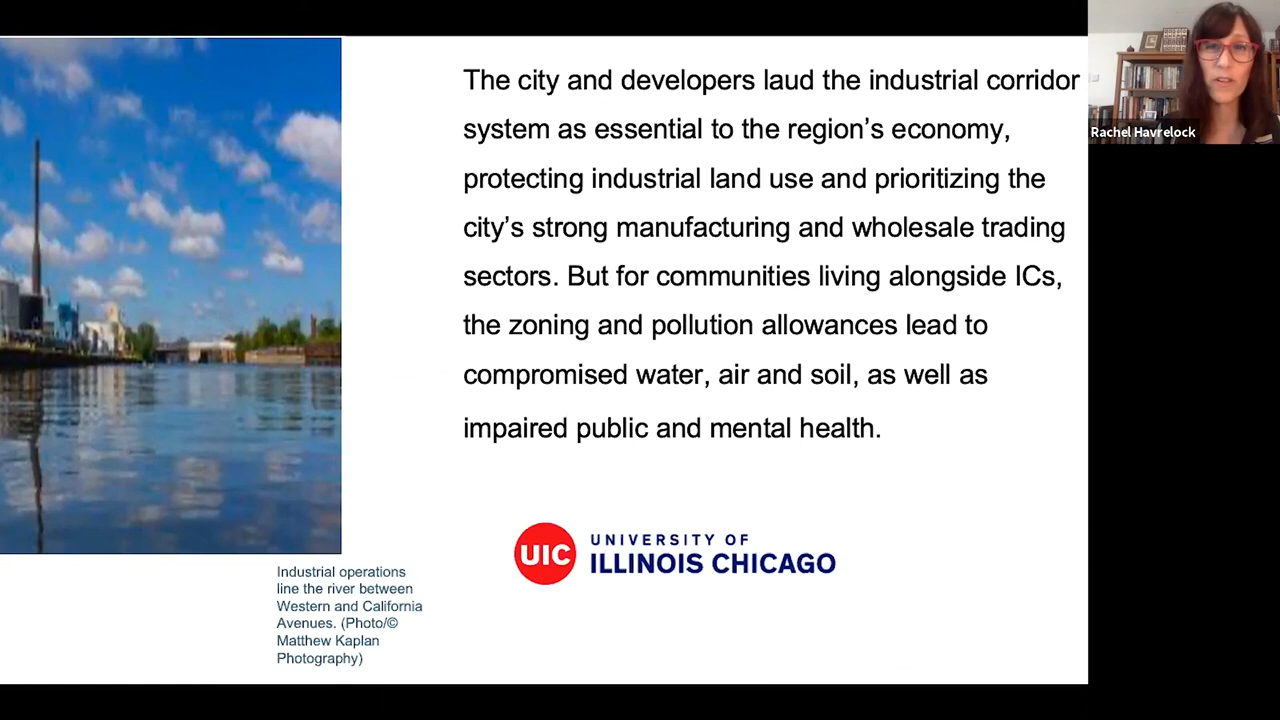 The city and developers laud the industrial corridor
system as essential to the region’s economy,
protecting industrial land use and prioritizing the
city’s strong manufacturing and wholesale trading
sectors. But for communities living alongside ICs,
the zoning and pollution allowances lead to
compromised water, air and soil, as well as
impaired public and mental health.
UIC
UNIVERSITY OF
ILLINOIS CHICAGO
Industrial operations
line the river between
Western and California
Avenues. (Photo/©
Matthew Kaplan
Photography)
Rachel Havrelock